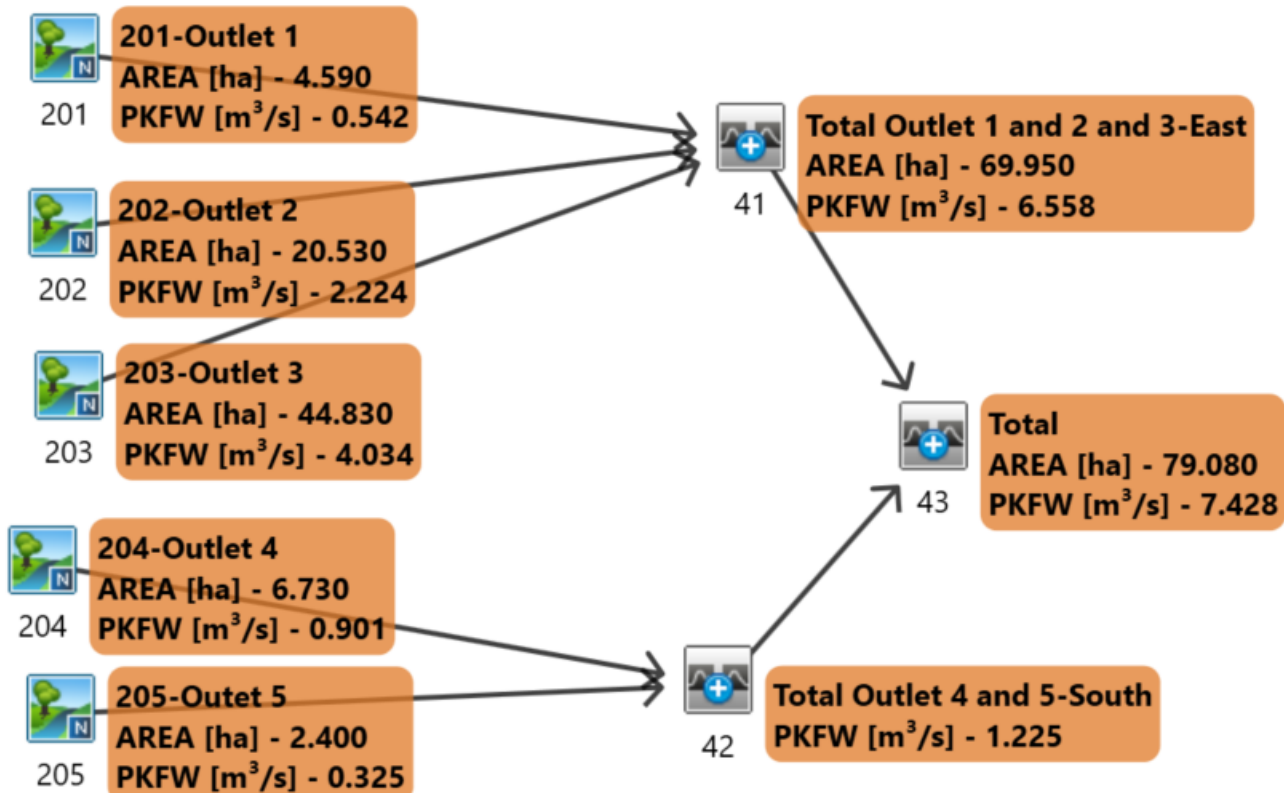 201-Outlet 1
AREA [ha] - 4.590
PKFW [m³/s] - 0.542
N
201
202-Outlet 2
AREA [ha] - 20.530
PKFW [m³/s] - 2.224
N
202
203-Outlet 3
AREA [ha] - 44.830
PKFW [m³/s] - 4.034
N
203
Total Outlet 1 and 2 and 3-East
AREA [ha] - 69.950
PKFW [m³/s] - 6.558
41
Total
AREA [ha] - 79.080
PKFW [m³/s] - 7.428
43
204-Outlet 4
AREA [ha] - 6.730
PKFW [m³/s] - 0.901
N
204
205-Outet 5
AREA [ha] - 2.400
PKFW [m³/s] - 0.325
N
205
Total Outlet 4 and 5-South
PKFW [m³/s] - 1.225
42